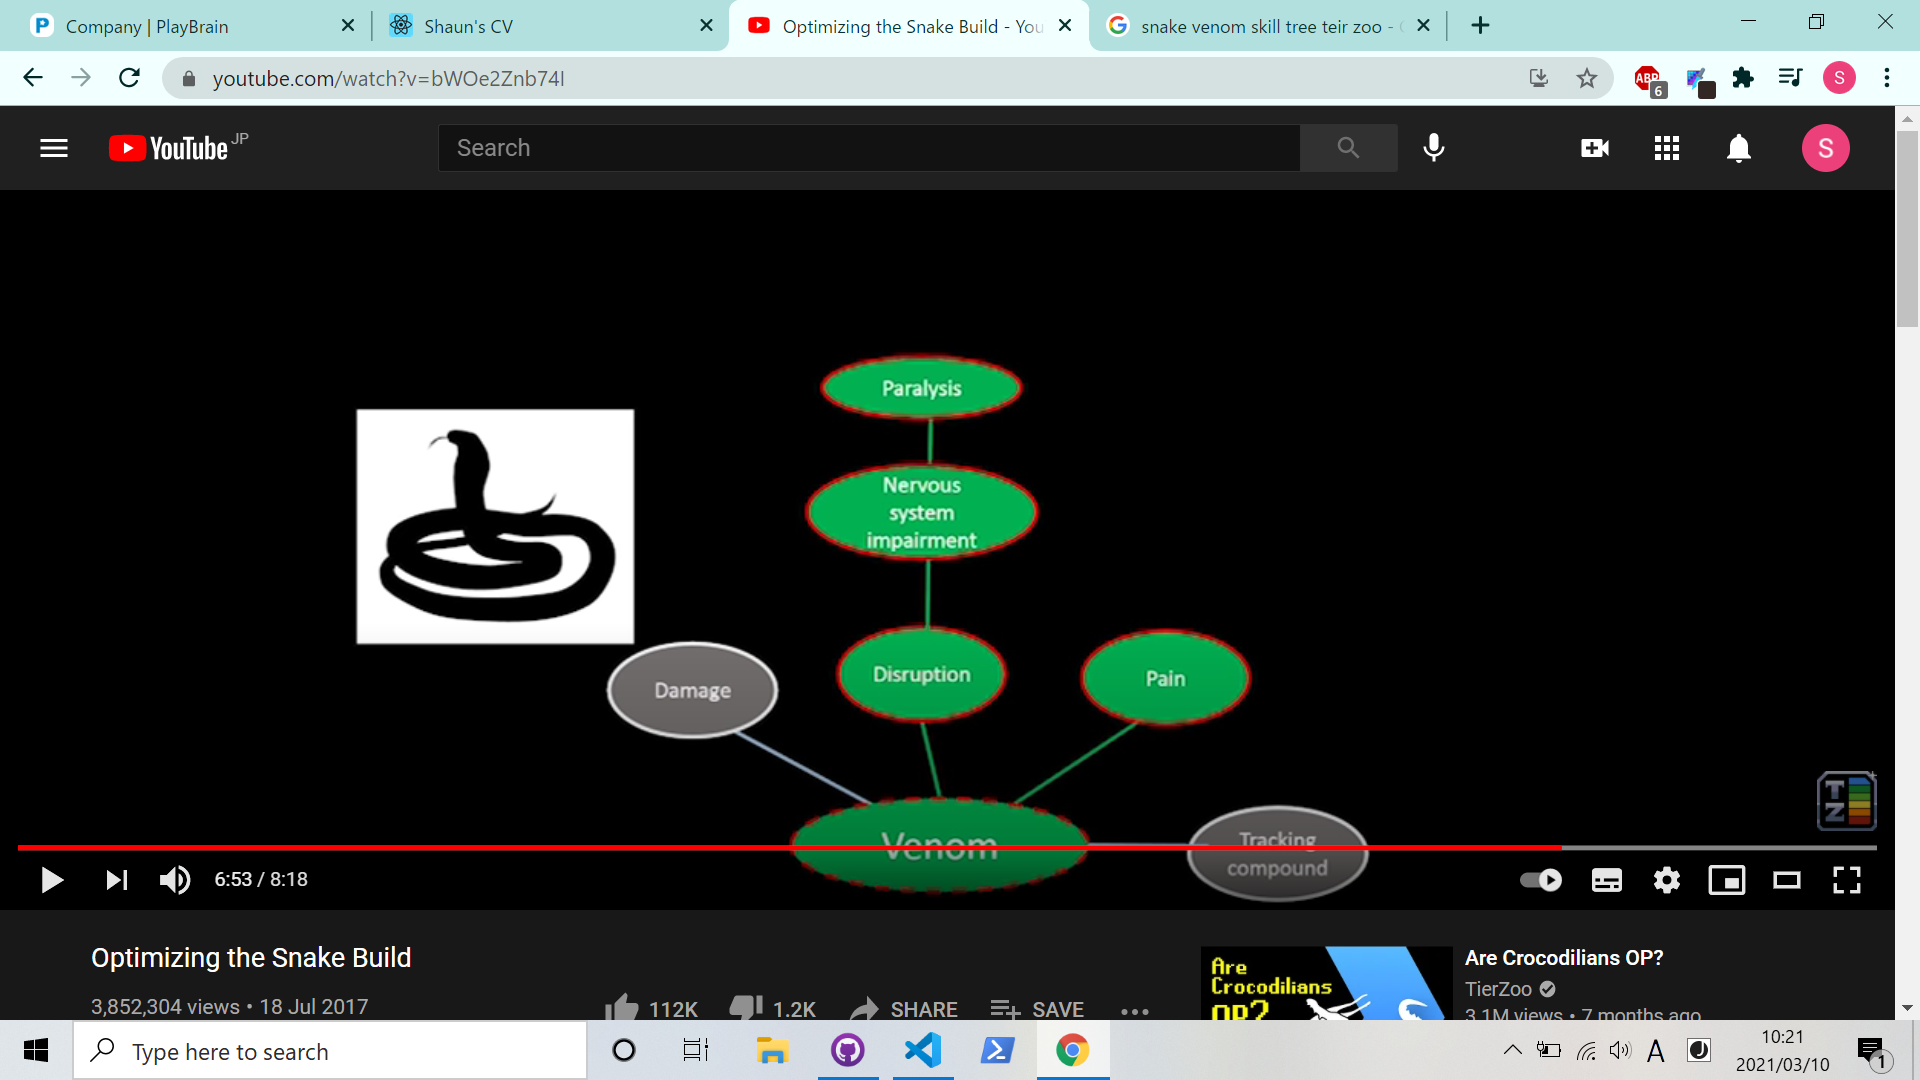 Company | PlayBrain
Shaun's CV
Optimizing the Snake Build - You
snake venom skill tree teir zoo -
youtube.com/watch?v=bWOe2Znb74I
ABP
6
S
YouTube JP
Search
S
Paralysis
Nervous
system
impairment
Disruption
Pain
Damage
Venom
Tracking
compound
TZ
6:53 / 8:18
Optimizing the Snake Build
3,852,304 views • 18 Jul 2017
112K
1.2K
SHARE
SAVE
Are
Crocodilians
OP?
Are Crocodilians OP?
TierZoo
3.1M views • 7 months ago
Type here to search
A
10:21
2021/03/10
1